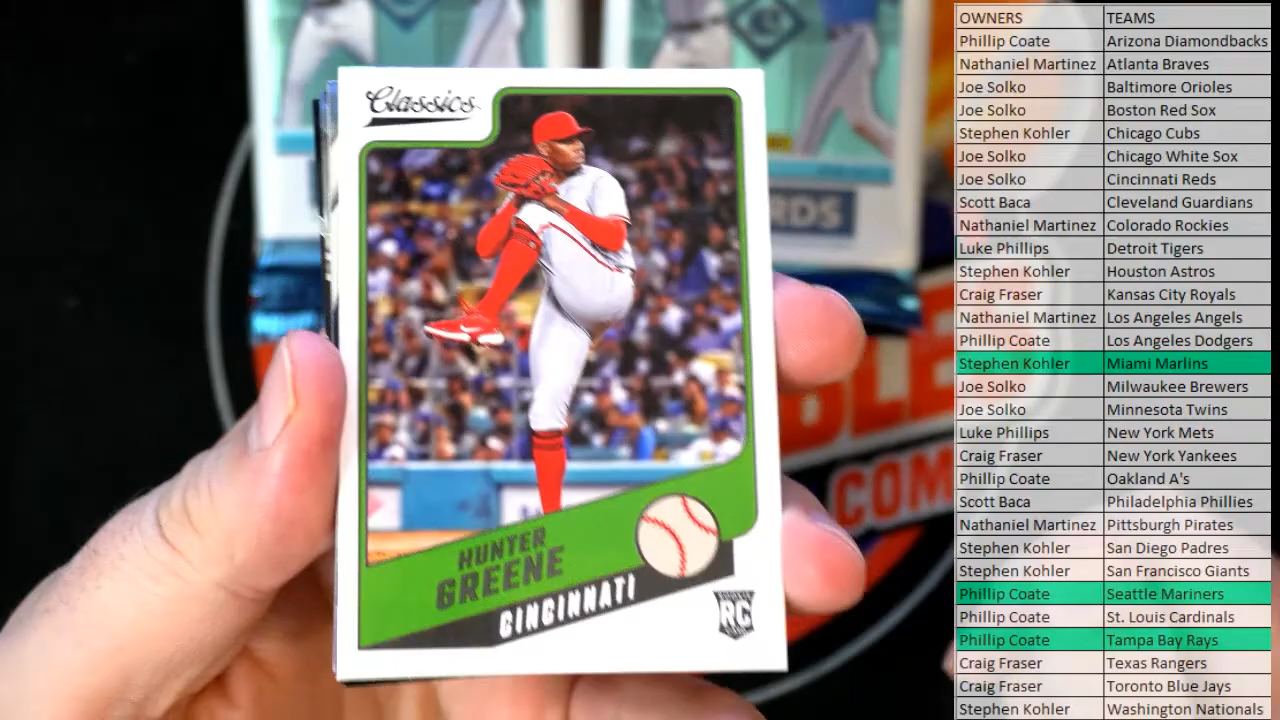 Classics
HUNTER
GREENE
CINCINNATI
RC
RDS
BLE
COM
OWNERS TEAMS
Phillip Coate Arizona Diamondbacks
Nathaniel Martinez Atlanta Braves
Joe Solko Baltimore Orioles
Joe Solko Boston Red Sox
Stephen Kohler Chicago Cubs
Joe Solko Chicago White Sox
Joe Solko Cincinnati Reds
Scott Baca Cleveland Guardians
Nathaniel Martinez Colorado Rockies
Luke Phillips Detroit Tigers
Stephen Kohler Houston Astros
Craig Fraser Kansas City Royals
Nathaniel Martinez Los Angeles Angels
Phillip Coate Los Angeles Dodgers
Stephen Kohler Miami Marlins
Joe Solko Milwaukee Brewers
Joe Solko Minnesota Twins
Luke Phillips New York Mets
Craig Fraser New York Yankees
Phillip Coate Oakland A's
Scott Baca Philadelphia Phillies
Nathaniel Martinez Pittsburgh Pirates
Stephen Kohler San Diego Padres
Stephen Kohler San Francisco Giants
Phillip Coate Seattle Mariners
Phillip Coate St. Louis Cardinals
Phillip Coate Tampa Bay Rays
Craig Fraser Texas Rangers
Craig Fraser Toronto Blue Jays
Stephen Kohler Washington Nationals